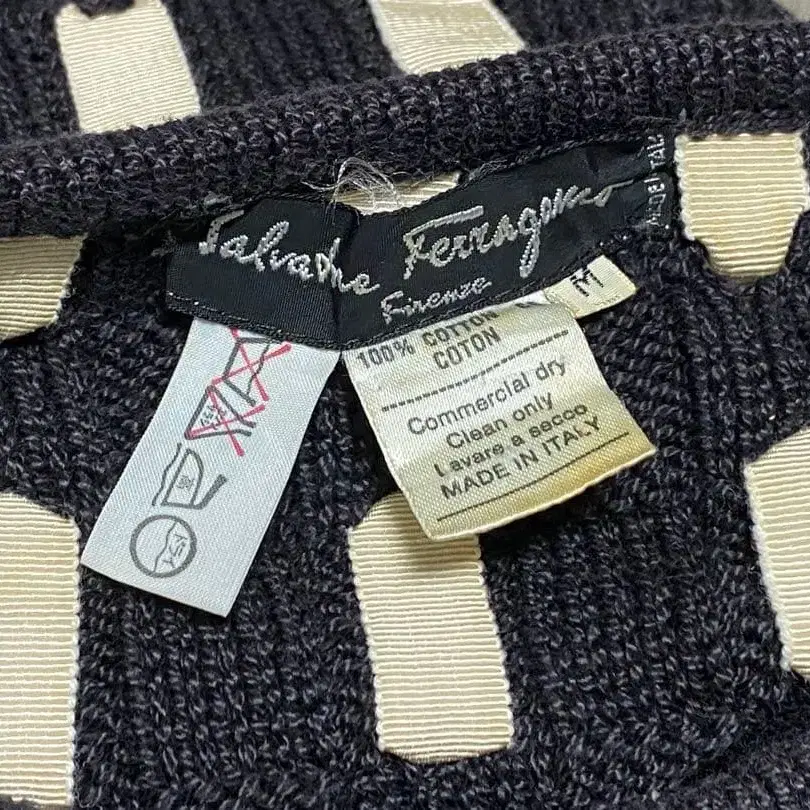 Salvatore Ferragamo
Firenze
M
100% COTTON
COTON
Commercial dry
Clean only
Lavare a secco
MADE IN ITALY